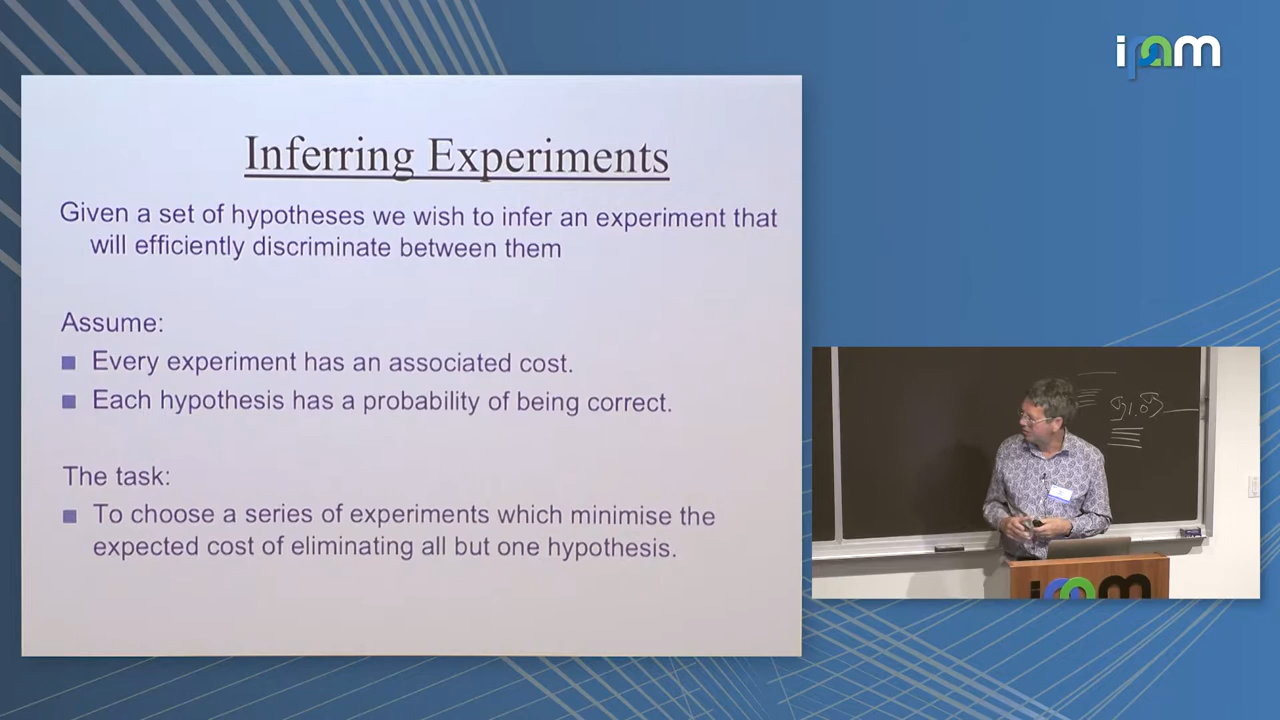 ipam
Inferring Experiments
Given a set of hypotheses we wish to infer an experiment that
will efficiently discriminate between them
Assume:
Every experiment has an associated cost.
Each hypothesis has a probability of being correct.
The task:
To choose a series of experiments which minimise the
expected cost of eliminating all but one hypothesis.
ipam